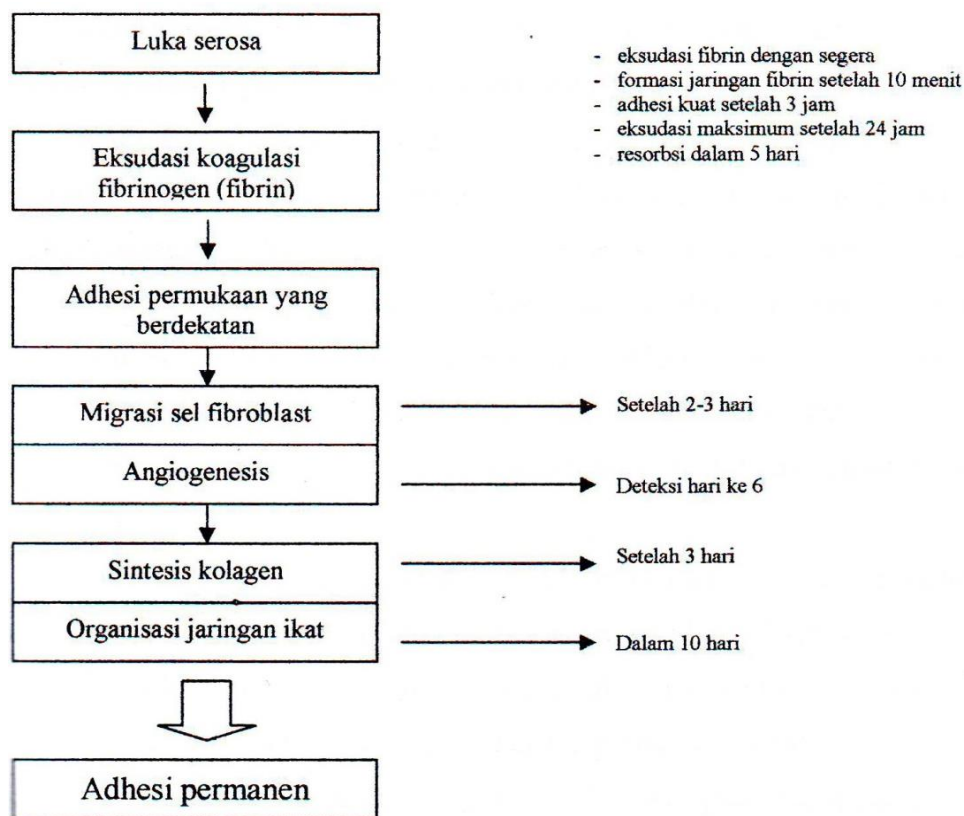 Luka serosa
- eksudasi fibrin dengan segera
- formasi jaringan fibrin setelah 10 menit
- adhesi kuat setelah 3 jam
- eksudasi maksimum setelah 24 jam
- resorbsi dalam 5 hari
Eksudasi koagulasi
fibrinogen (fibrin)
Adhesi permukaan yang
berdekatan
Migrasi sel fibroblast
Setelah 2-3 hari
Angiogenesis
Deteksi hari ke 6
Sintesis kolagen
Setelah 3 hari
Organisasi jaringan ikat
Dalam 10 hari
Adhesi permanen